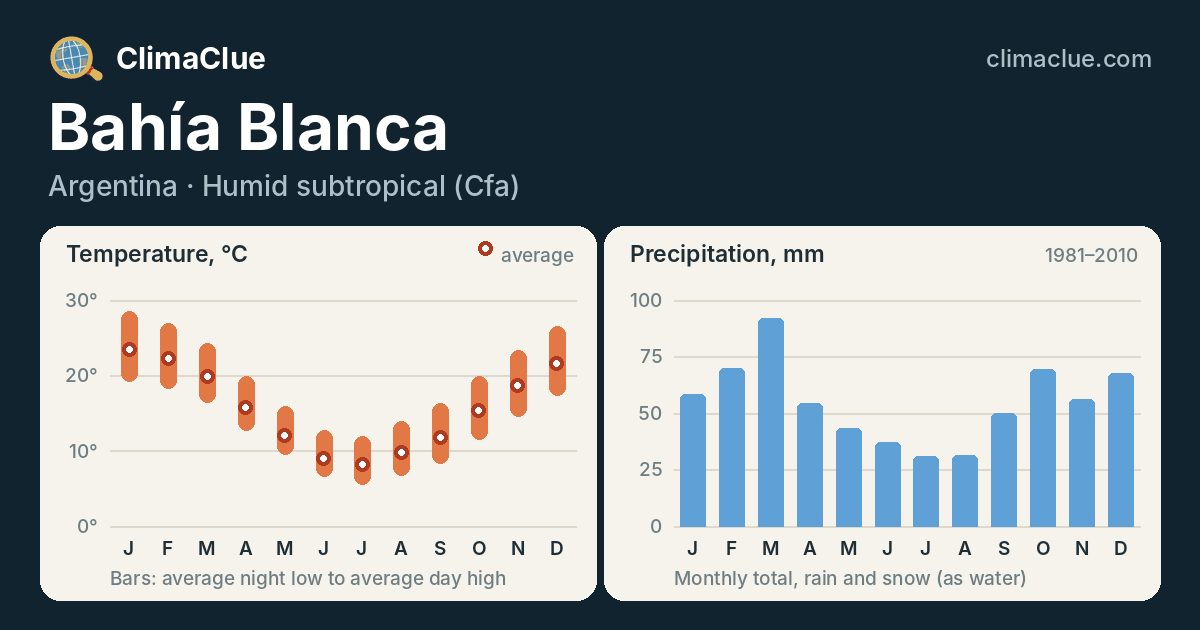 ClimaClue
climaclue.com
Bahía Blanca
Argentina · Humid subtropical (Cfa)
Temperature, °C
average
30°
20°
10°
0°
J F M A M J J A S O N D
Bars: average night low to average day high
Precipitation, mm
1981–2010
100
75
50
25
0
J F M A M J J A S O N D
Monthly total, rain and snow (as water)